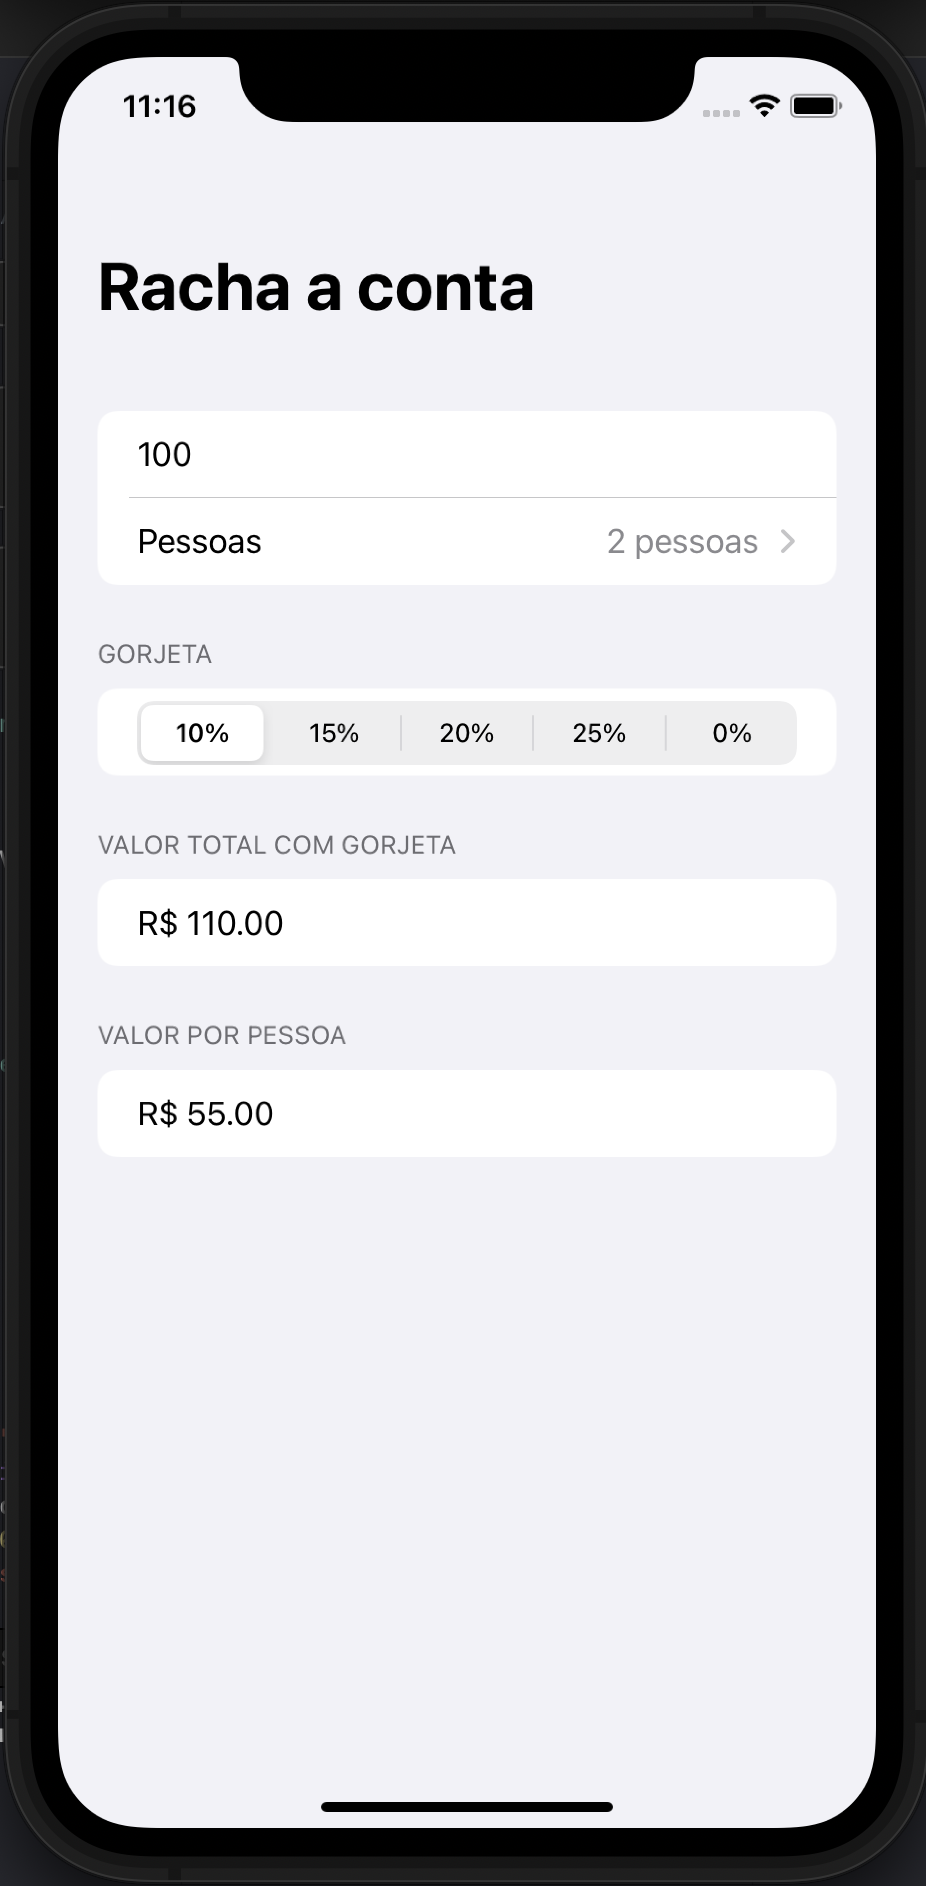 11:16
Racha a conta
100
Pessoas 2 pessoas
GORJETA
10% 15% 20% 25% 0%
VALOR TOTAL COM GORJETA
R$ 110.00
VALOR POR PESSOA
R$ 55.00